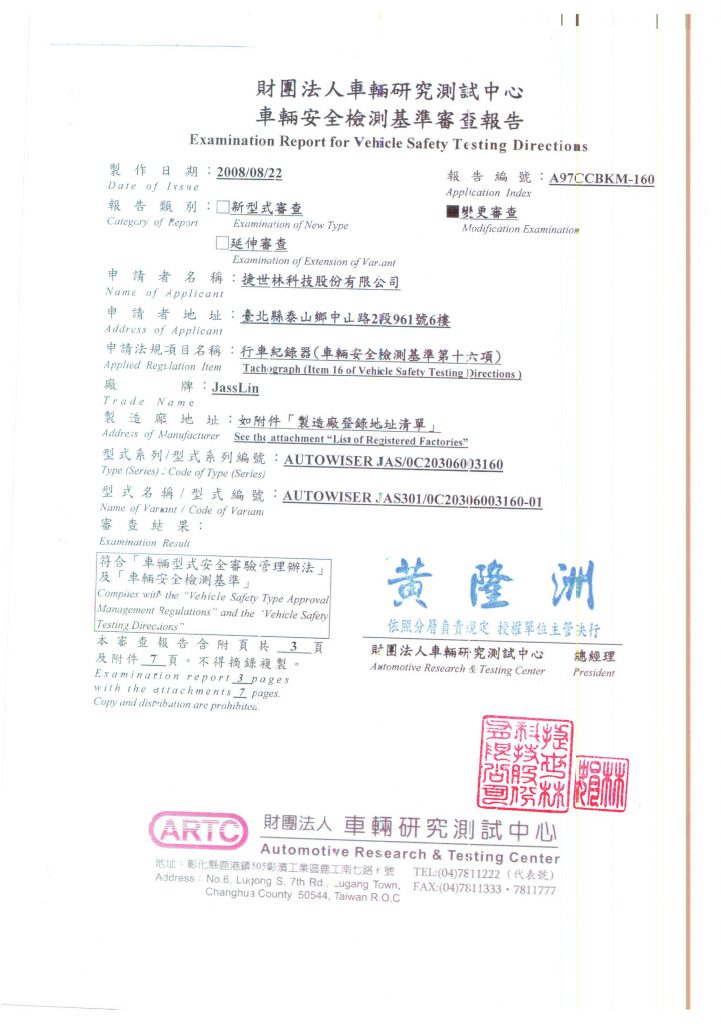 財團法人車輛研究測試中心
車輛安全檢測基準審查報告
Examination Report for Vehicle Safety Testing Directions
製作日期：2008/08/22 報告編號：A97CCBKM-160
Date of Issue Application Index
報告類別：□新型式審查 ■變更審查
Category of Report Examination of New Type Modification Examination
□延伸審查
Examination of Extension of Variant
申請者名稱：捷世林科技股份有限公司
Name of Applicant
申請者地址：臺北縣泰山鄉中山路2段961號6樓
Address of Applicant
申請法規項目名稱：行車紀錄器(車輛安全檢測基準第十六項)
Applied Regulation Item Tachograph (Item 16 of Vehicle Safety Testing Directions )
廠牌：JassLin
Trade Name
製造廠地址：如附件「製造廠登錄地址清單」
Address of Manufacturer See the attachment "List of Registered Factories"
型式系列/型式系列編號：AUTOWISER JAS/0C20306003160
Type (Series) / Code of Type (Series)
型式名稱/型式編號：AUTOWISER JAS301/0C20306003160-01
Name of Variant / Code of Variant
審查結果：
Examination Result
符合「車輛型式安全審驗管理辦法」
及「車輛安全檢測基準」
Complies with the "Vehicle Safety Type Approval
Management Regulations" and the "Vehicle Safety
Testing Directions"
黃隆洲
依照分層負責規定 授權單位主管決行
本審查報告含附頁共 3 頁
及附件 7 頁。不得摘錄複製。
Examination report 3 pages
with the attachments 7 pages.
Copy and distribution are prohibited.
財團法人車輛研究測試中心 總經理
Automotive Research & Testing Center President
捷世林
科技股份
有限公司
林
ARTC 財團法人 車輛研究測試中心
Automotive Research & Testing Center
地址：彰化縣鹿港鎮505彰濱工業區鹿工南七路6號 TEL:(04)7811222（代表號）
Address：No.6, Lugong S. 7th Rd., Lugang Town, FAX:(04)7811333・7811777
Changhua County 50544, Taiwan R.O.C